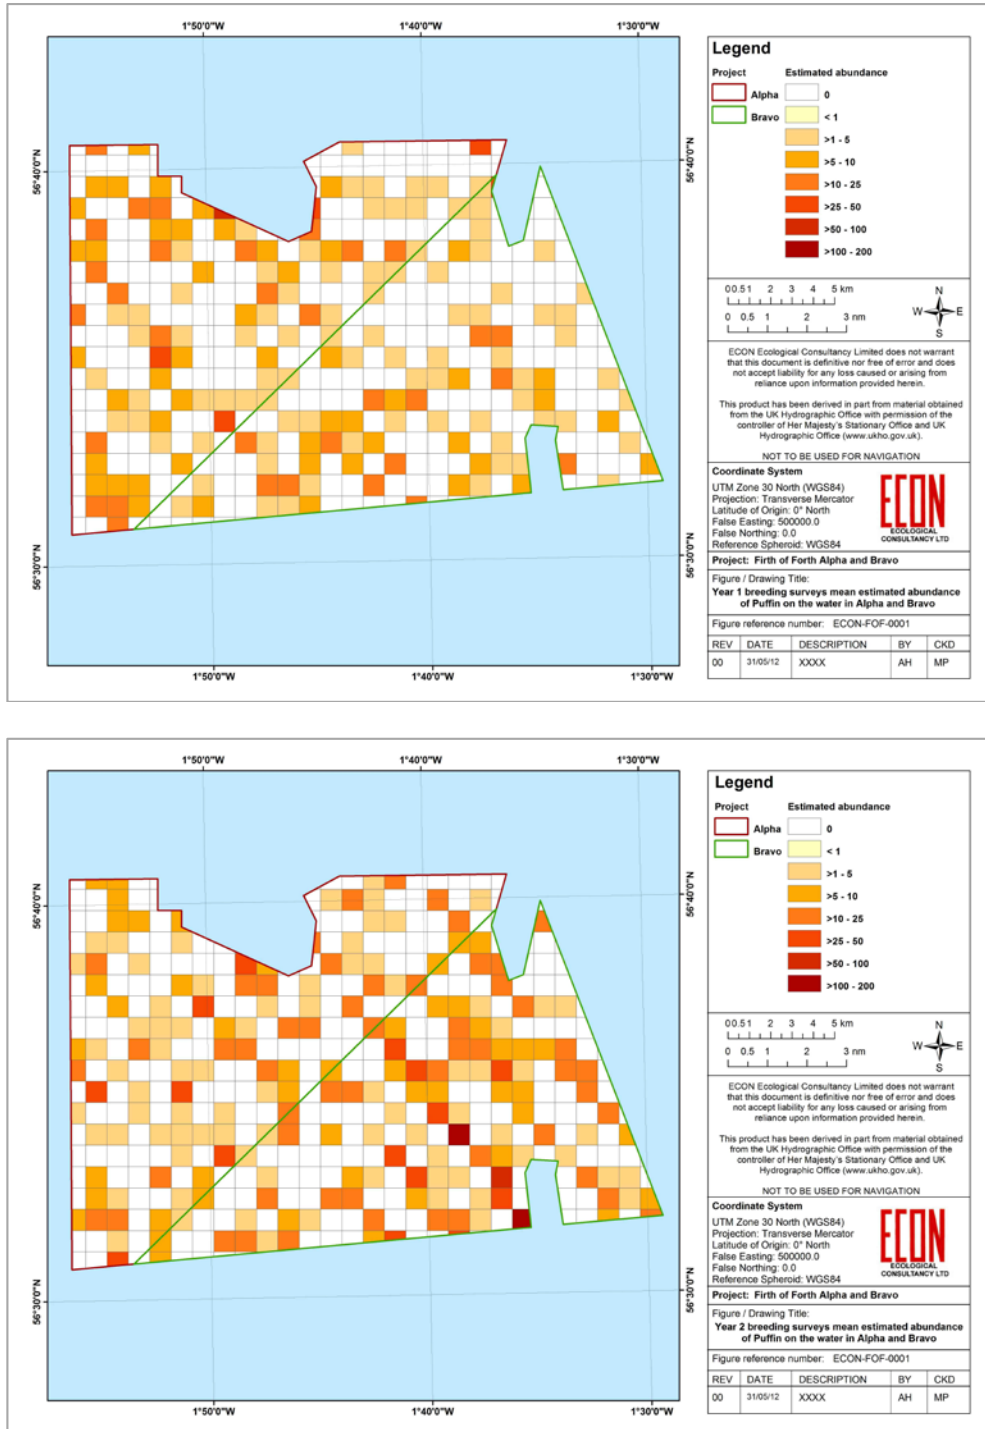 1°50'0"W
1°40'0"W
1°30'0"W
56°40'0"N
56°40'0"N
56°30'0"N
56°30'0"N
1°50'0"W
1°40'0"W
1°30'0"W
Legend
Project
Estimated abundance
Alpha
0
Bravo
< 1
>1 - 5
>5 - 10
>10 - 25
>25 - 50
>50 - 100
>100 - 200
0 0.5 1 2 3 4 5 km
0 0.5 1 2 3 nm
N
W
E
S
ECON Ecological Consultancy Limited does not warrant
that this document is definitive nor free of error and does
not accept liability for any loss caused or arising from
reliance upon information provided herein.
This product has been derived in part from material obtained
from the UK Hydrographic Office with permission of the
controller of Her Majesty's Stationary Office and UK
Hydrographic Office (www.ukho.gov.uk).
NOT TO BE USED FOR NAVIGATION
Coordinate System
UTM Zone 30 North (WGS84)
Projection: Transverse Mercator
Latitude of Origin: 0° North
False Easting: 500000.0
False Northing: 0.0
Reference Spheroid: WGS84
ECON
ECOLOGICAL
CONSULTANCY LTD
Project: Firth of Forth Alpha and Bravo
Figure / Drawing Title:
Year 1 breeding surveys mean estimated abundance
of Puffin on the water in Alpha and Bravo
Figure reference number: ECON-FOF-0001
REV DATE DESCRIPTION BY CKD
00 31/05/12 XXXX AH MP
1°50'0"W
1°40'0"W
1°30'0"W
56°40'0"N
56°40'0"N
56°30'0"N
56°30'0"N
1°50'0"W
1°40'0"W
1°30'0"W
Legend
Project
Estimated abundance
Alpha
0
Bravo
< 1
>1 - 5
>5 - 10
>10 - 25
>25 - 50
>50 - 100
>100 - 200
0 0.5 1 2 3 4 5 km
0 0.5 1 2 3 nm
N
W
E
S
ECON Ecological Consultancy Limited does not warrant
that this document is definitive nor free of error and does
not accept liability for any loss caused or arising from
reliance upon information provided herein.
This product has been derived in part from material obtained
from the UK Hydrographic Office with permission of the
controller of Her Majesty's Stationary Office and UK
Hydrographic Office (www.ukho.gov.uk).
NOT TO BE USED FOR NAVIGATION
Coordinate System
UTM Zone 30 North (WGS84)
Projection: Transverse Mercator
Latitude of Origin: 0° North
False Easting: 500000.0
False Northing: 0.0
Reference Spheroid: WGS84
ECON
ECOLOGICAL
CONSULTANCY LTD
Project: Firth of Forth Alpha and Bravo
Figure / Drawing Title:
Year 2 breeding surveys mean estimated abundance
of Puffin on the water in Alpha and Bravo
Figure reference number: ECON-FOF-0001
REV DATE DESCRIPTION BY CKD
00 31/05/12 XXXX AH MP